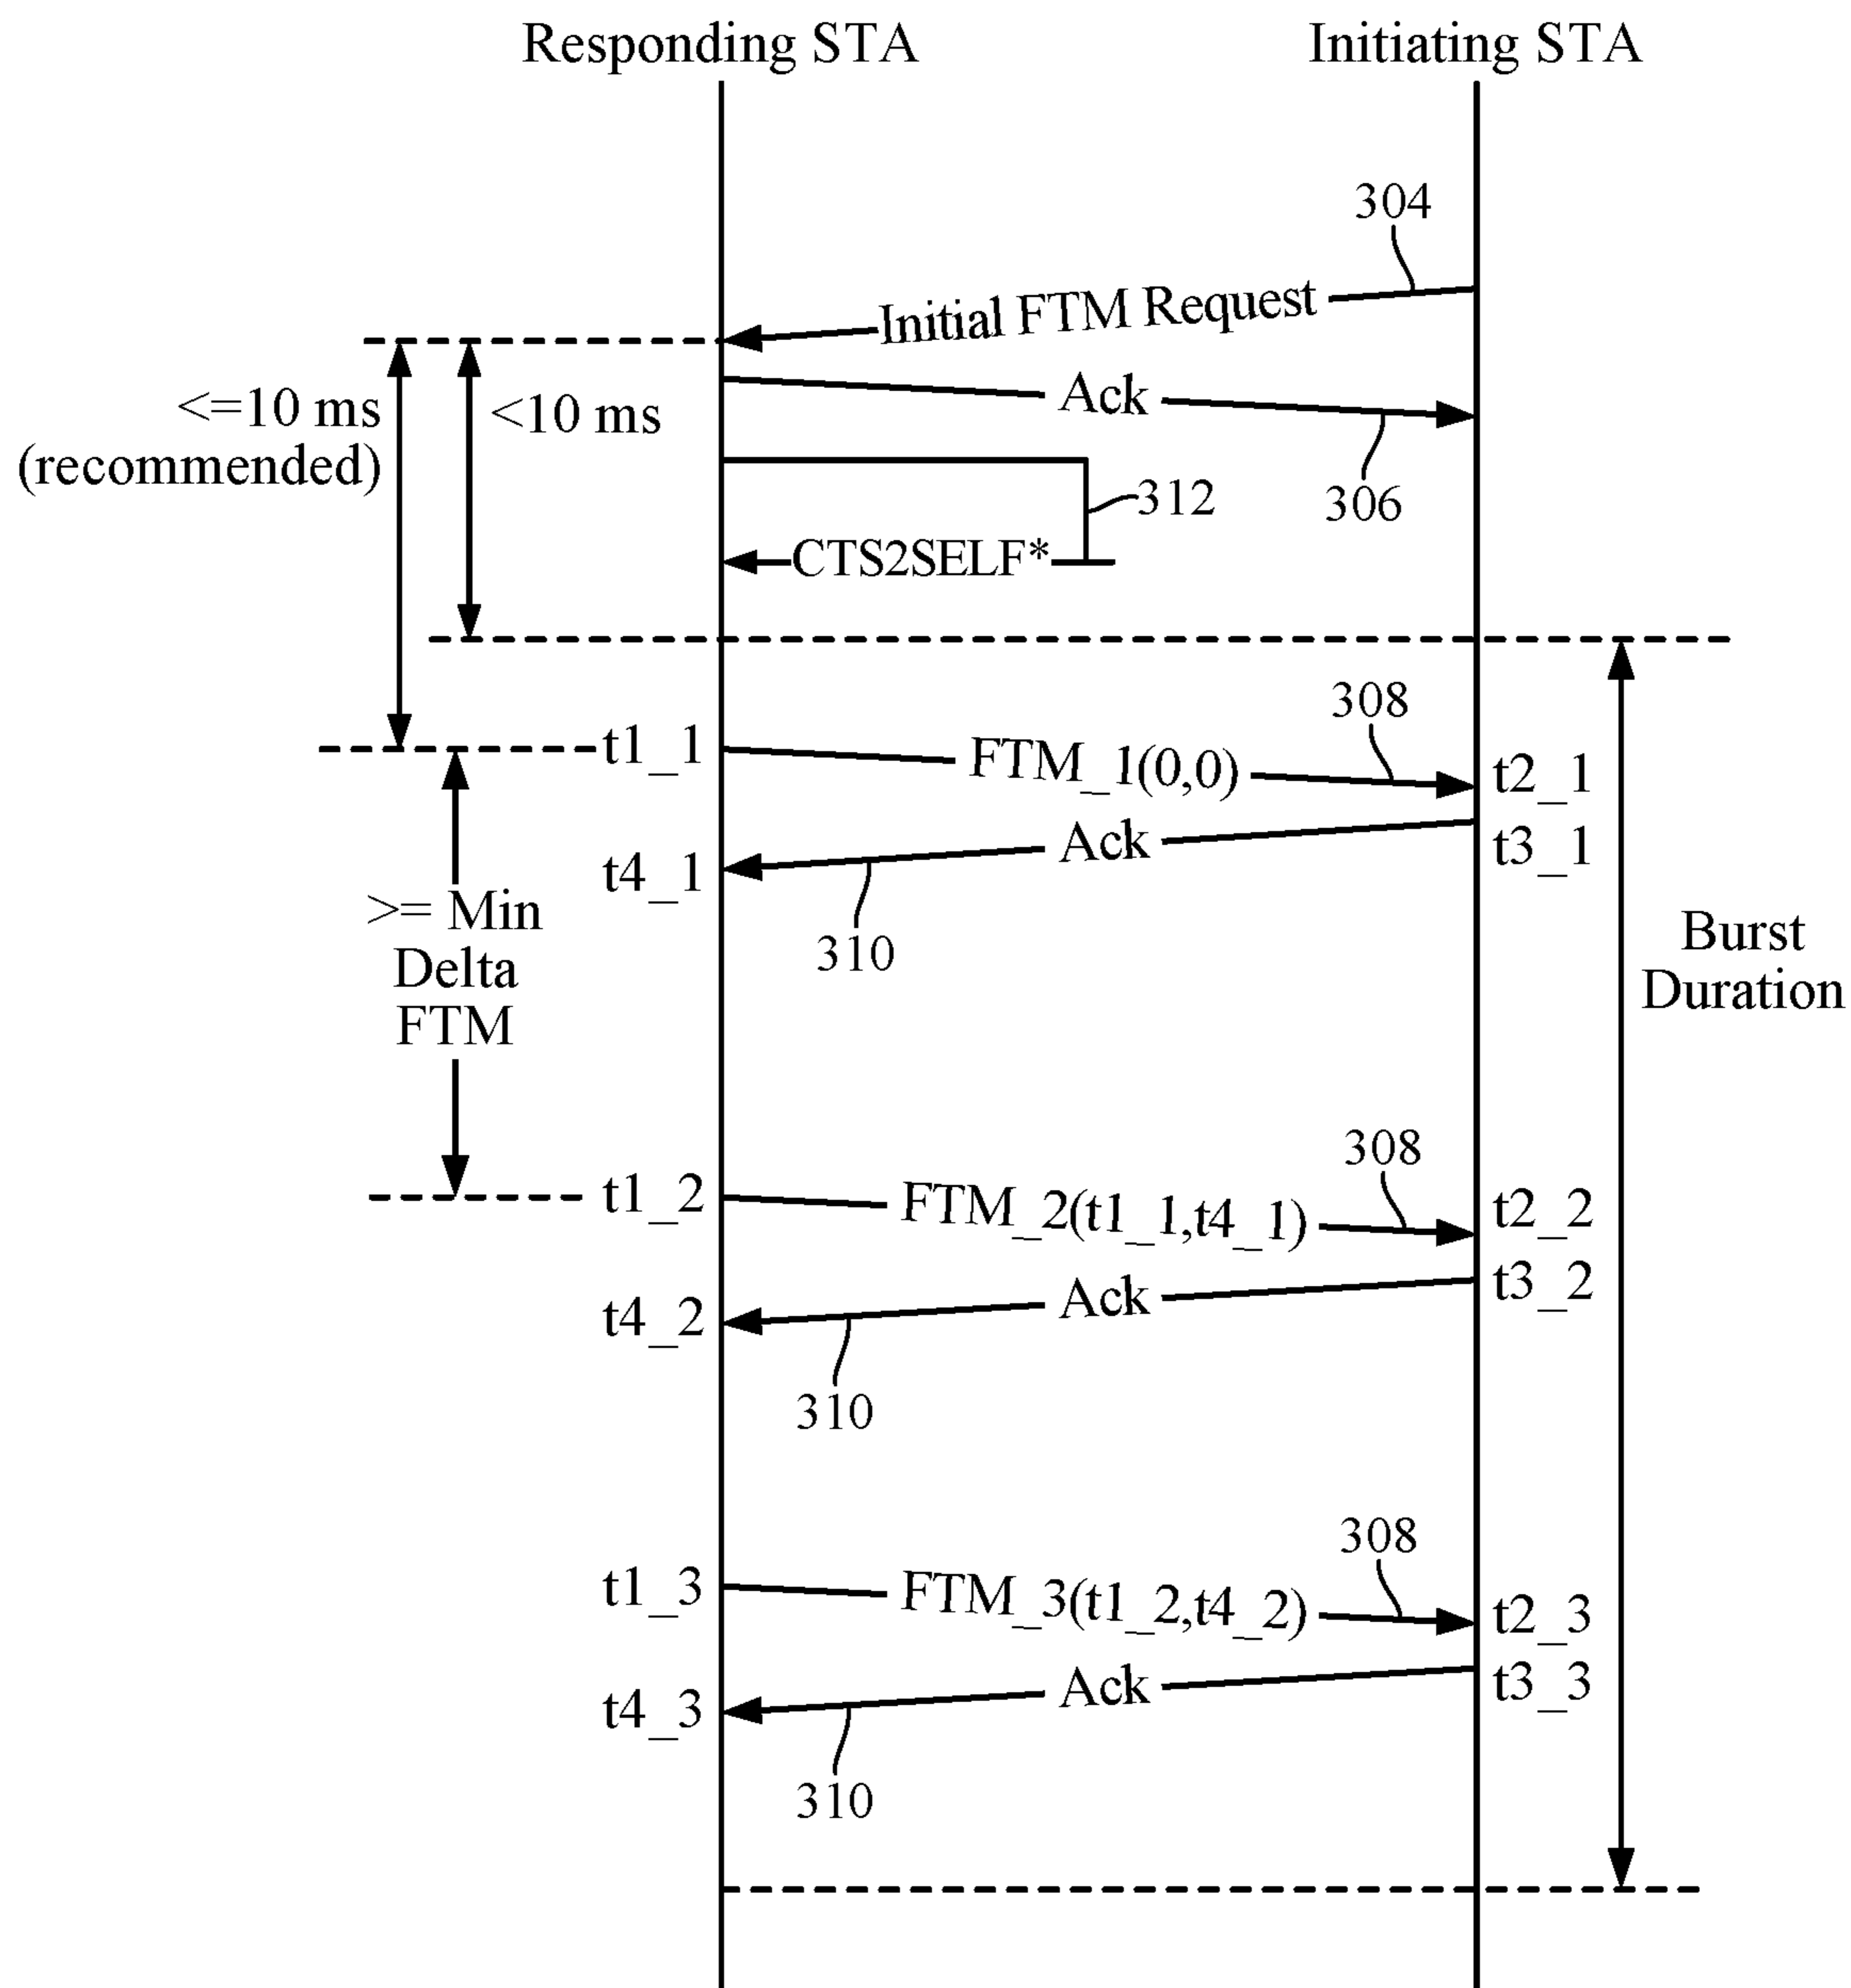 Responding STA
Initiating STA
304
Initial FTM Request
<=10 ms
(recommended)
<10 ms
Ack
306
312
CTS2SELF*
308
t1_1
FTM_1(0,0)
t2_1
Ack
t3_1
t4_1
310
>= Min
Delta
FTM
Burst
Duration
308
t1_2
FTM_2(t1_1,t4_1)
t2_2
Ack
t3_2
t4_2
310
308
t1_3
FTM_3(t1_2,t4_2)
t2_3
Ack
t3_3
t4_3
310